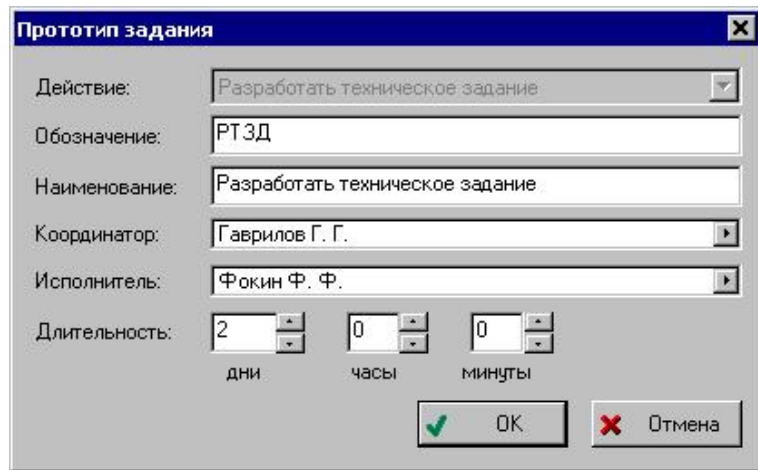 Прототип задания
Действие: Разработать техническое задание
Обозначение: РТЗД
Наименование: Разработать техническое задание
Координатор: Гаврилов Г. Г.
Исполнитель: Фокин Ф. Ф.
Длительность: 2 0 0
дни часы минуты
OK Отмена